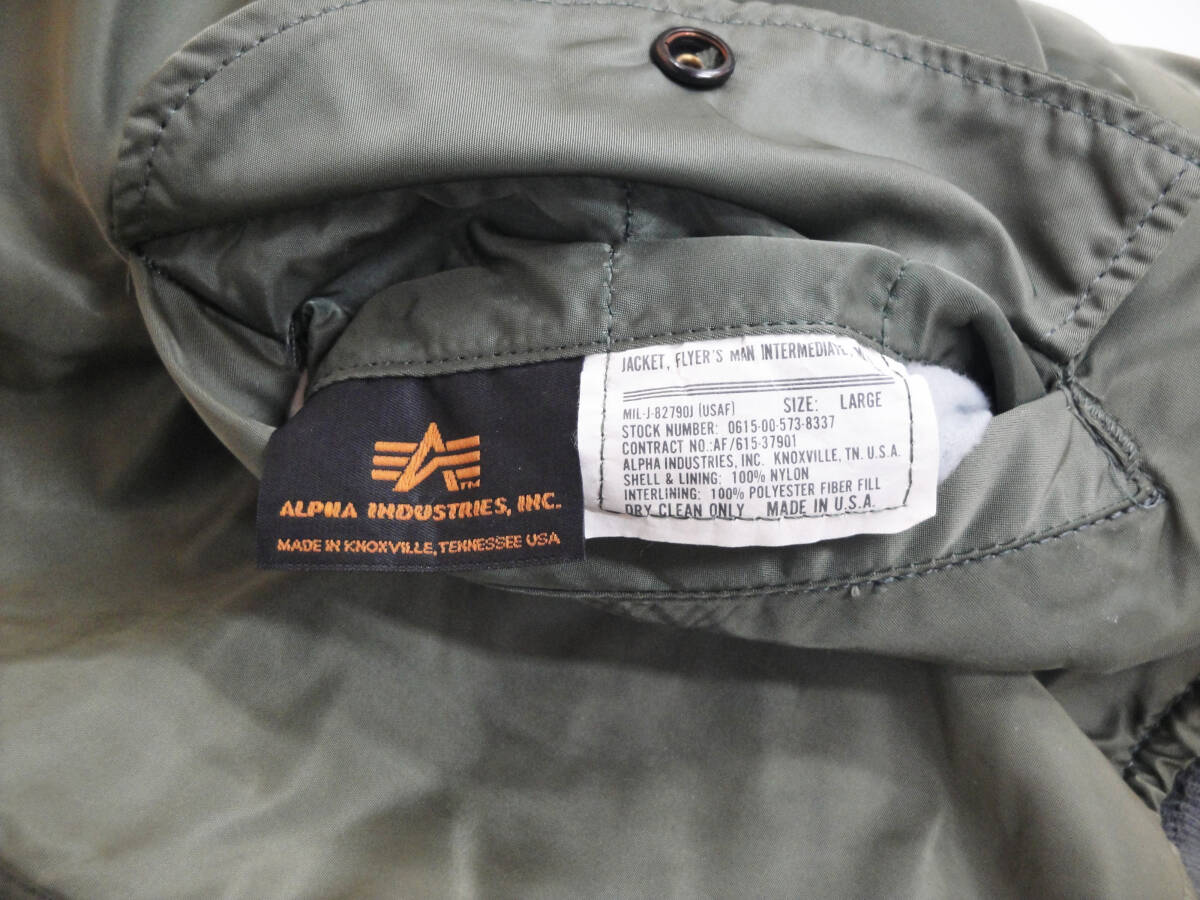 TM
ALPHA INDUSTRIES, INC.
MADE IN KNOXVILLE, TENNESSEE USA
JACKET, FLYER'S MAN INTERMEDIATE,
MIL-J-82790J (USAF) SIZE: LARGE
STOCK NUMBER: 0615-00-573-8337
CONTRACT NO.:AF/615-37901
ALPHA INDUSTRIES, INC. KNOXVILLE, TN. U.S.A.
SHELL & LINING: 100% NYLON
INTERLINING: 100% POLYESTER FIBER FILL
DRY CLEAN ONLY MADE IN U.S.A.